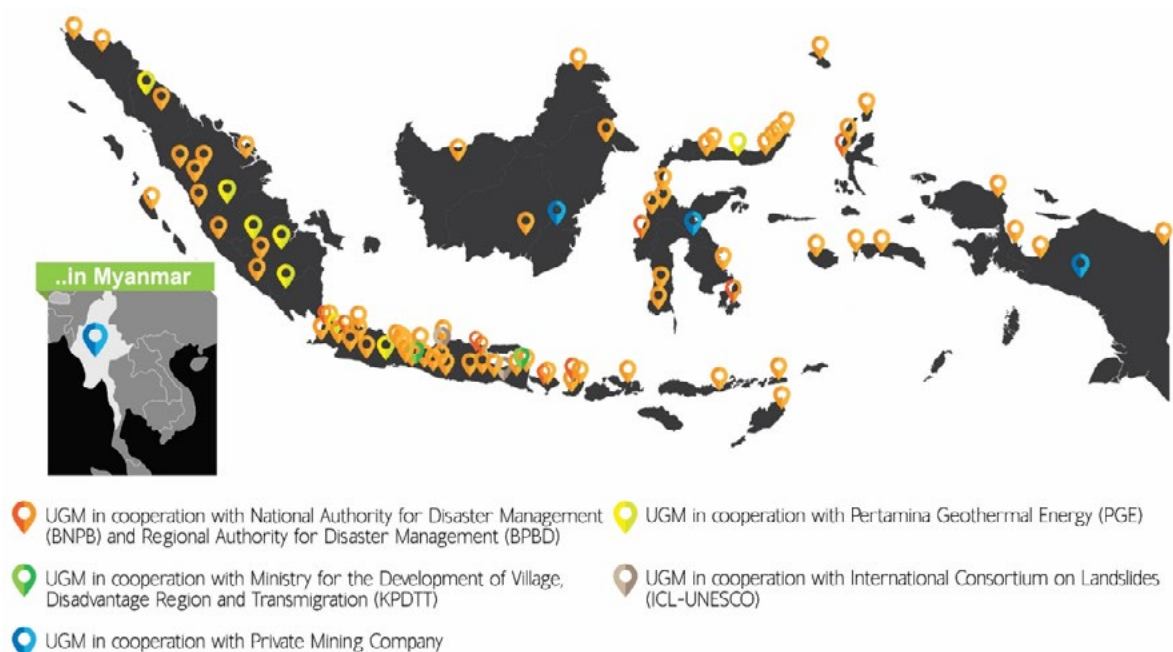 ..in Myanmar
UGM in cooperation with National Authority for Disaster Management
(BNPB) and Regional Authority for Disaster Management (BPBD)
UGM in cooperation with Ministry for the Development of Village,
Disadvantage Region and Transmigration (KPDTT)
UGM in cooperation with Private Mining Company
UGM in cooperation with Pertamina Geothermal Energy (PGE)
UGM in cooperation with International Consortium on Landslides
(ICL-UNESCO)